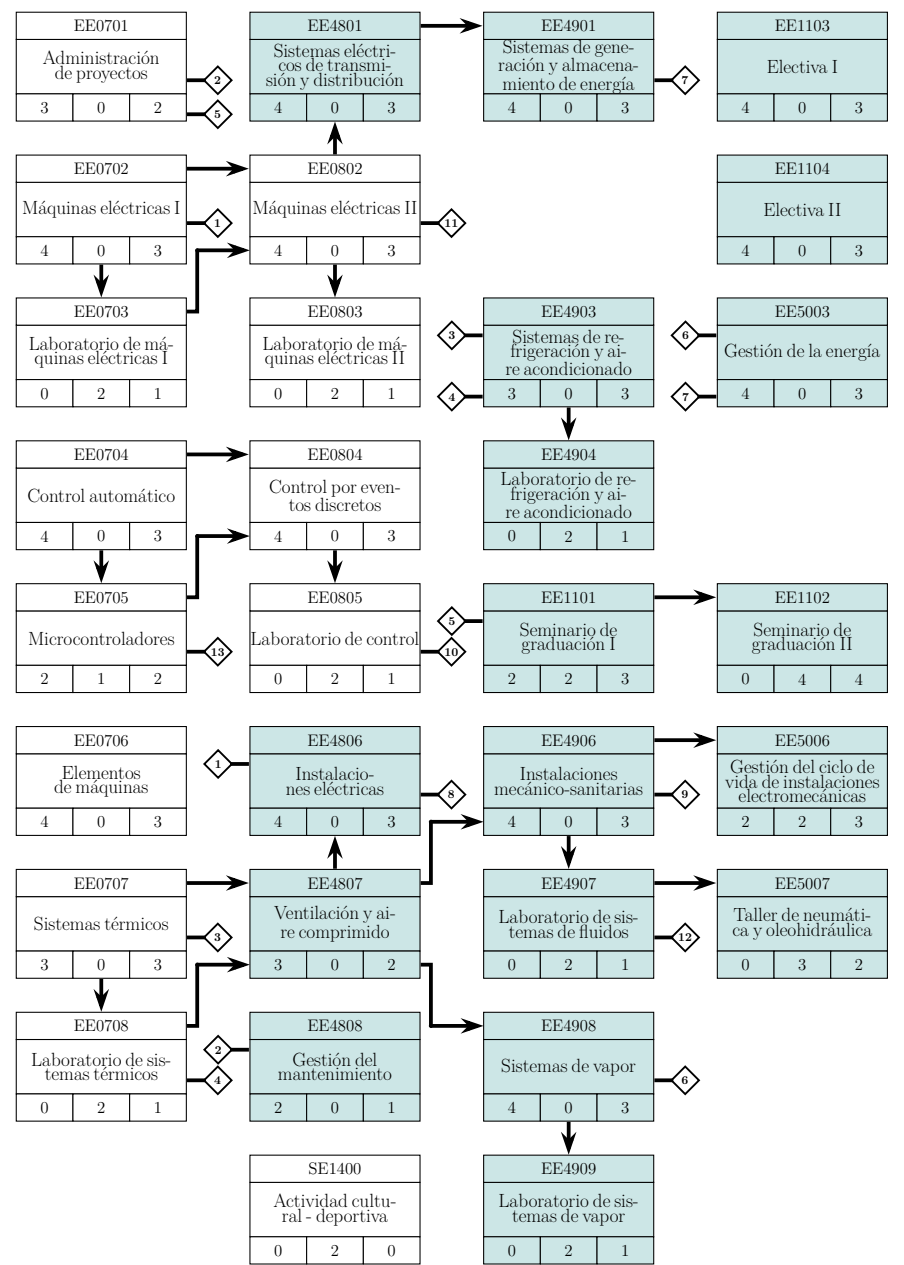 EE0701
Administración
de proyectos
2
3 0 2
5
EE4801
Sistemas eléctri-
cos de transmi-
sión y distribución
4 0 3
EE4901
Sistemas de gene-
ración y almacena-
miento de energía
7
4 0 3
EE1103
Electiva I
4 0 3
EE0702
Máquinas eléctricas I
1
4 0 3
EE0802
Máquinas eléctricas II
11
4 0 3
EE1104
Electiva II
4 0 3
EE0703
Laboratorio de má-
quinas eléctricas I
0 2 1
EE0803
Laboratorio de má-
quinas eléctricas II
0 2 1
EE4903
3
Sistemas de re-
frigeración y ai-
re acondicionado
4
3 0 3
EE5003
6
Gestión de la energía
7
4 0 3
EE0704
Control automático
4 0 3
EE0804
Control por even-
tos discretos
4 0 3
EE4904
Laboratorio de re-
frigeración y ai-
re acondicionado
0 2 1
EE0705
Microcontroladores
13
2 1 2
EE0805
Laboratorio de control
10
0 2 1
EE1101
5
Seminario de
graduación I
2 2 3
EE1102
Seminario de
graduación II
0 4 4
EE0706
Elementos
de máquinas
4 0 3
EE4806
1
Instalacio-
nes eléctricas
8
4 0 3
EE4906
Instalaciones
mecánico-sanitarias
9
4 0 3
EE5006
Gestión del ciclo de
vida de instalaciones
electromecánicas
2 2 3
EE0707
Sistemas térmicos
3
3 0 3
EE4807
Ventilación y ai-
re comprimido
3 0 2
EE4907
Laboratorio de sis-
temas de fluidos
12
0 2 1
EE5007
Taller de neumáti-
ca y oleohidráulica
0 3 2
EE0708
Laboratorio de sis-
temas térmicos
4
0 2 1
EE4808
2
Gestión del
mantenimiento
2 0 1
EE4908
Sistemas de vapor
6
4 0 3
SE1400
Actividad cultu-
ral - deportiva
0 2 0
EE4909
Laboratorio de sis-
temas de vapor
0 2 1